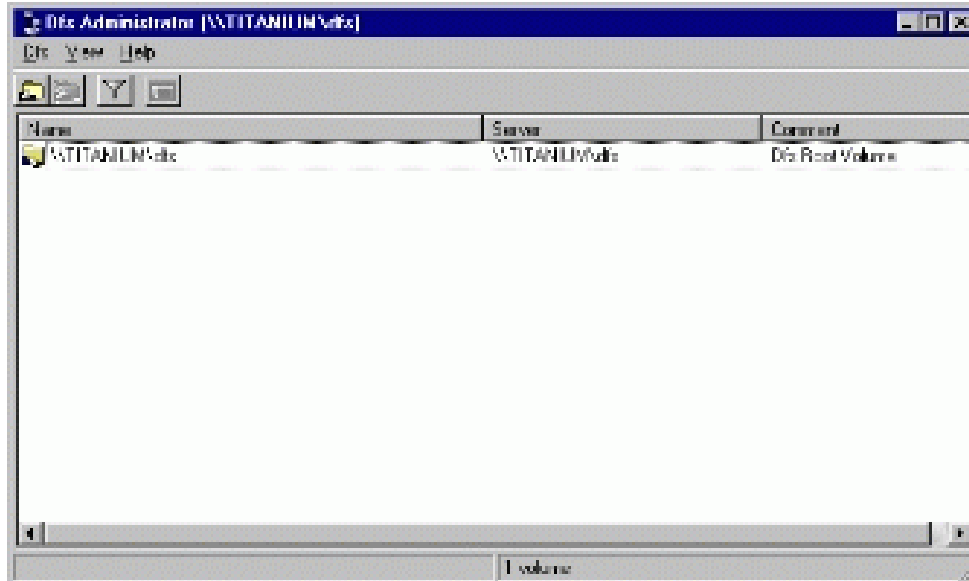 Dfs Administrator (\\TITANIUM\dfs)
Dfs View Help
Name Server Comment
\\TITANIUM\dfs \\TITANIUM\dfs Dfs Root Volume
1 volume